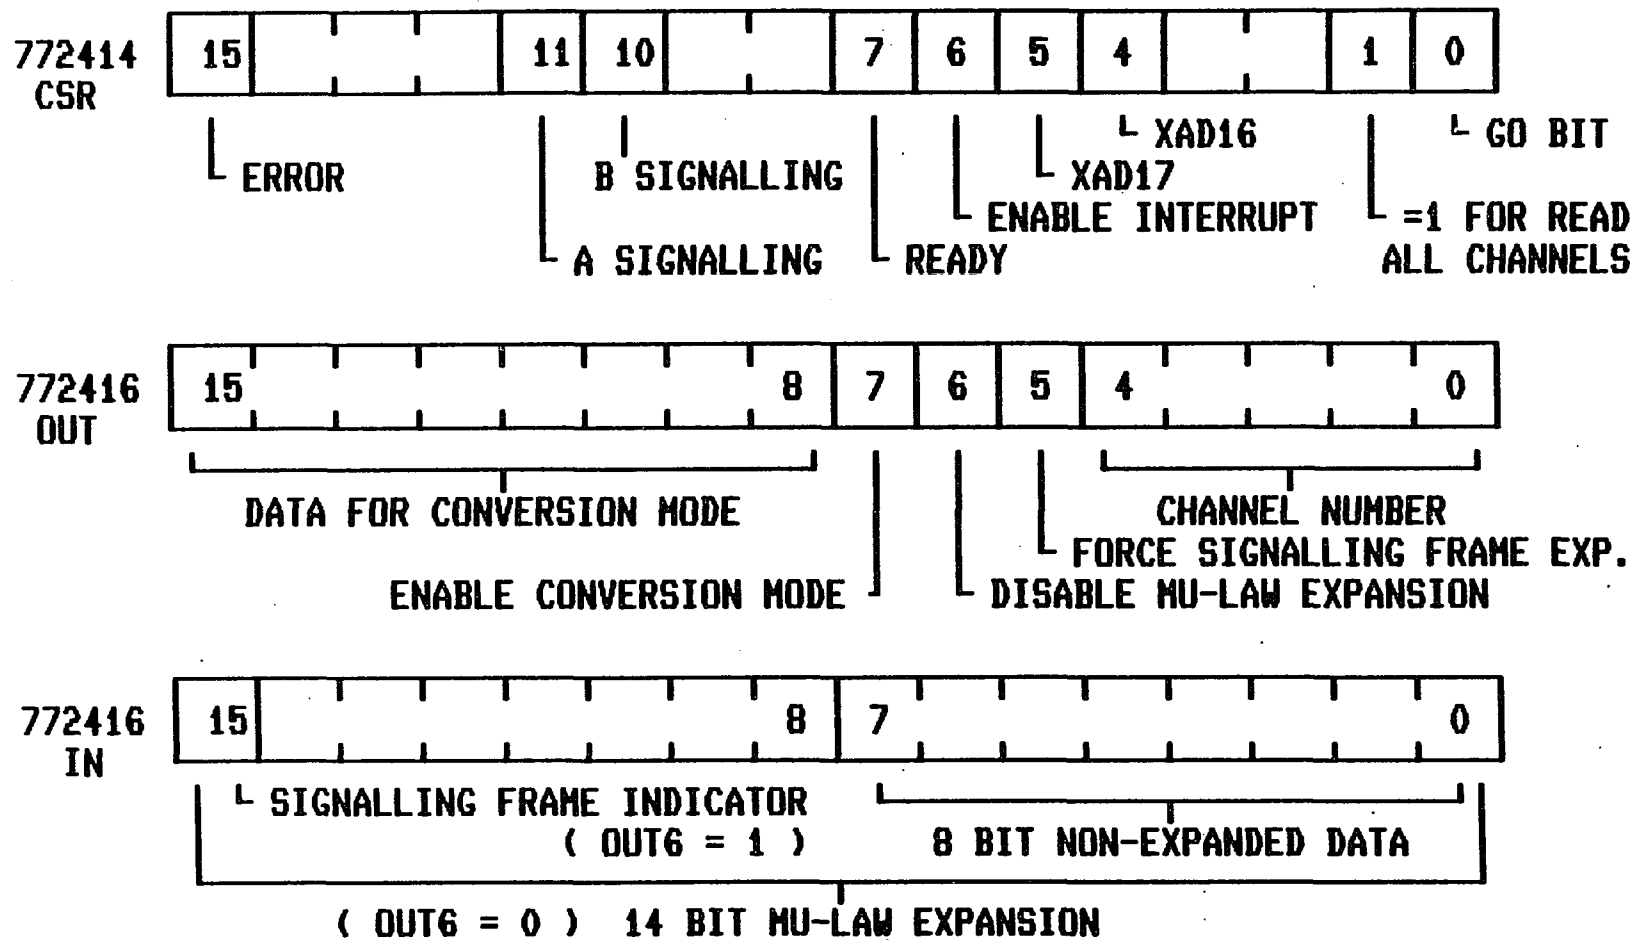 772414 15 11 10 7 6 5 4 1 0
CSR
XAD16 GO BIT
ERROR B SIGNALLING XAD17
ENABLE INTERRUPT =1 FOR READ
A SIGNALLING READY ALL CHANNELS
772416 15 8 7 6 5 4 0
OUT
DATA FOR CONVERSION MODE CHANNEL NUMBER
FORCE SIGNALLING FRAME EXP.
ENABLE CONVERSION MODE DISABLE MU-LAW EXPANSION
772416 15 8 7 0
IN
SIGNALLING FRAME INDICATOR
( OUT6 = 1 ) 8 BIT NON-EXPANDED DATA
( OUT6 = 0 ) 14 BIT MU-LAW EXPANSION